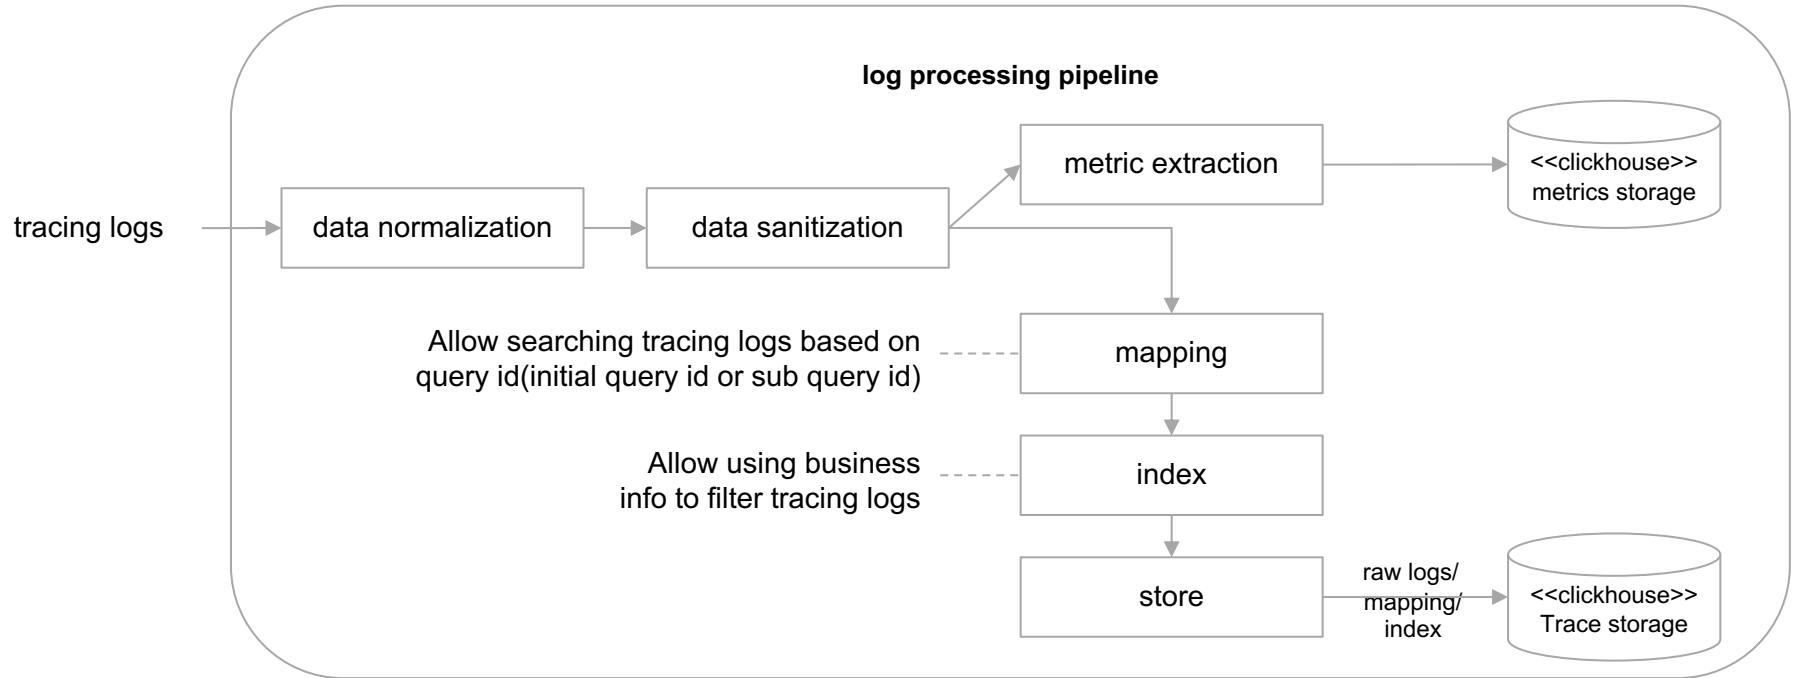 log processing pipeline
metric extraction
<<clickhouse>>
metrics storage
tracing logs
data normalization
data sanitization
Allow searching tracing logs based on
query id(initial query id or sub query id)
mapping
Allow using business
info to filter tracing logs
index
store
raw logs/
mapping/
index
<<clickhouse>>
Trace storage